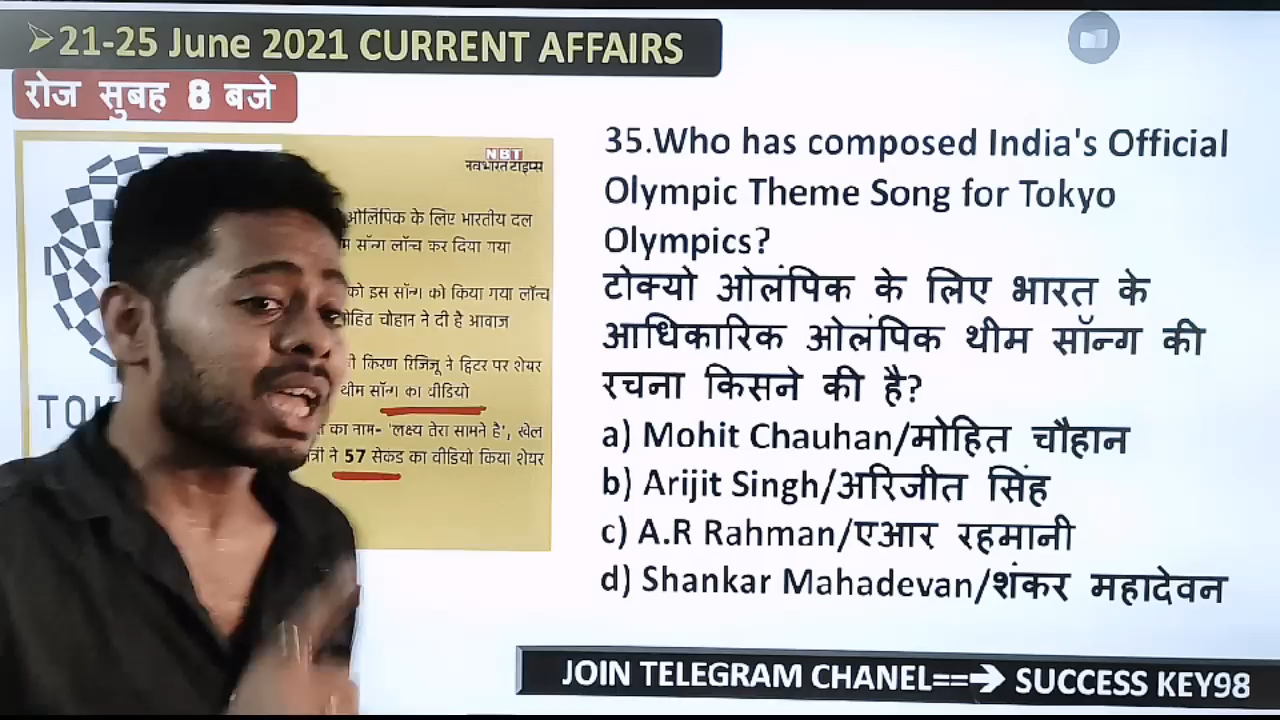 21-25 June 2021 CURRENT AFFAIRS
रोज सुबह 8 बजे
NBT
नवभारत टाइम्स
ओलिंपिक के लिए भारतीय दल
सॉन्ग लॉन्च कर दिया गया
को इस सॉन्ग को किया गया लॉन्च
मोहित चौहान ने दी है आवाज
किरण रिजिजू ने ट्विटर पर शेयर
थीम सॉन्ग का वीडियो
का नाम- 'लक्ष्य तेरा सामने है', खेल
ने 57 सेकंड का वीडियो किया शेयर
35.Who has composed India's Official
Olympic Theme Song for Tokyo
Olympics?
टोक्यो ओलंपिक के लिए भारत के
आधिकारिक ओलंपिक थीम सॉन्ग की
रचना किसने की है?
a) Mohit Chauhan/मोहित चौहान
b) Arijit Singh/अरिजीत सिंह
c) A.R Rahman/एआर रहमानी
d) Shankar Mahadevan/शंकर महादेवन
JOIN TELEGRAM CHANEL==➔ SUCCESS KEY98